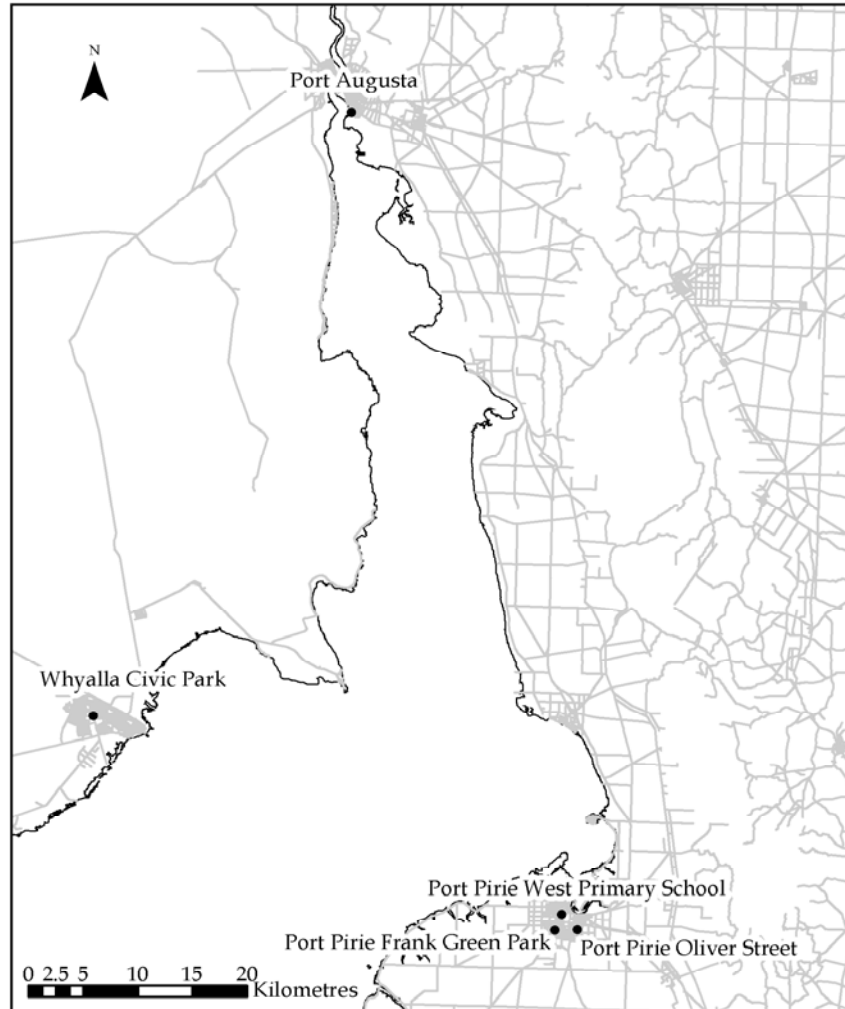 N
Port Augusta
Whyalla Civic Park
Port Pirie West Primary School
Port Pirie Frank Green Park
Port Pirie Oliver Street
0 2.5 5 10 15 20
Kilometres